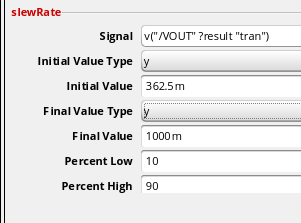 slewRate
Signal v("/VOUT" ?result "tran")
Initial Value Type y
Initial Value 362.5m
Final Value Type y
Final Value 1000m
Percent Low 10
Percent High 90